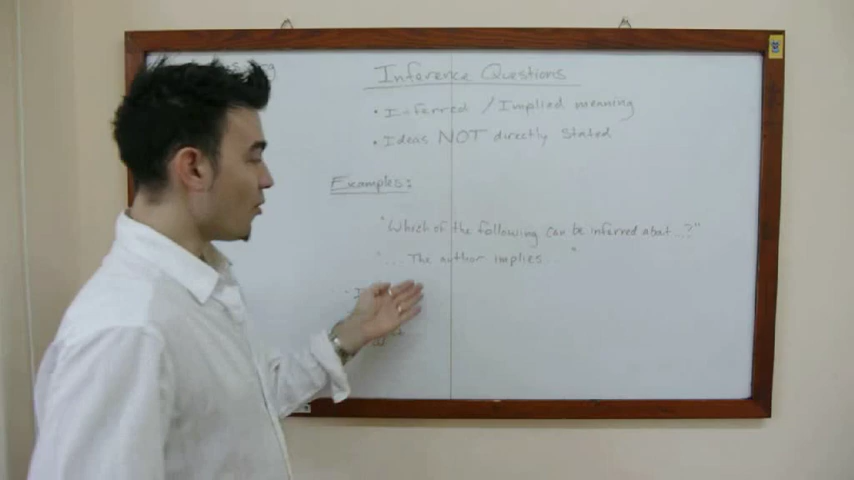 Inference Questions
• Inferred / Implied meaning
• Ideas NOT directly stated
Examples:
"Which of the following can be inferred abot...?"
"... The author implies... "